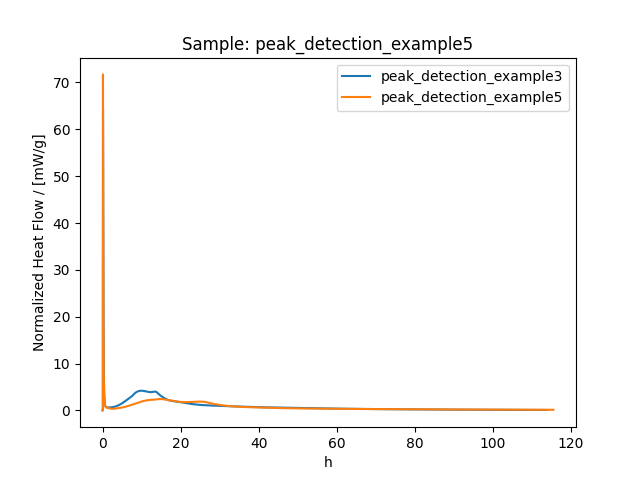 Sample: peak_detection_example5
peak_detection_example3
peak_detection_example5
Normalized Heat Flow / [mW/g]
70
60
50
40
30
20
10
0
0 20 40 60 80 100 120
h